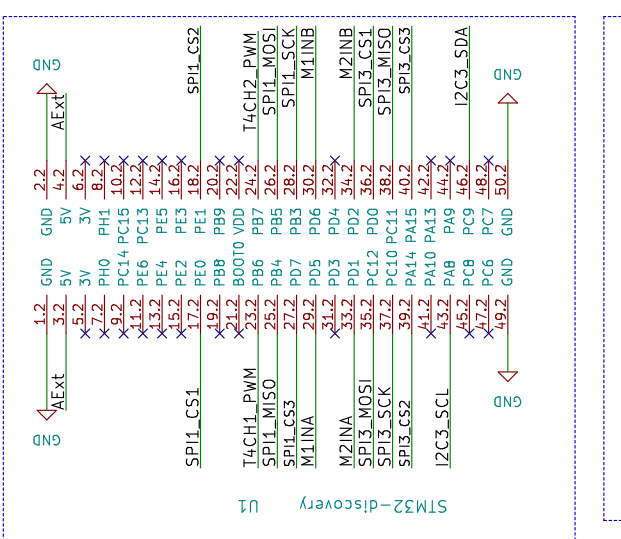 SPI1_CS2
T4CH2_PWM
SPI1_MOSI
SPI1_SCK
M1INB
M2INB
SPI3_CS1
SPI3_MISO
SPI3_CS3
I2C3_SDA
GND
GND
AExt
2.2
4.2
6.2
8.2
10.2
12.2
14.2
16.2
18.2
20.2
22.2
24.2
26.2
28.2
30.2
32.2
34.2
36.2
38.2
40.2
42.2
44.2
46.2
48.2
50.2
GND
5V
3V
PH1
PC15
PC13
PE5
PE3
PE1
PB9
VDD
PB7
PB5
PB3
PD6
PD4
PD2
PD0
PC11
PA15
PA13
PA9
PC9
PC7
GND
GND
5V
3V
PH0
PC14
PE6
PE4
PE2
PE0
PB8
BOOT0
PB6
PB4
PD7
PD5
PD3
PD1
PC12
PC10
PA14
PA10
PA8
PC8
PC6
GND
1.2
3.2
5.2
7.2
9.2
11.2
13.2
15.2
17.2
19.2
21.2
23.2
25.2
27.2
29.2
31.2
33.2
35.2
37.2
39.2
41.2
43.2
45.2
47.2
49.2
AExt
GND
GND
SPI1_CS1
T4CH1_PWM
SPI1_MISO
SPI1_CS3
M1INA
M2INA
SPI3_MOSI
SPI3_SCK
SPI3_CS2
I2C3_SCL
U1
STM32-discovery